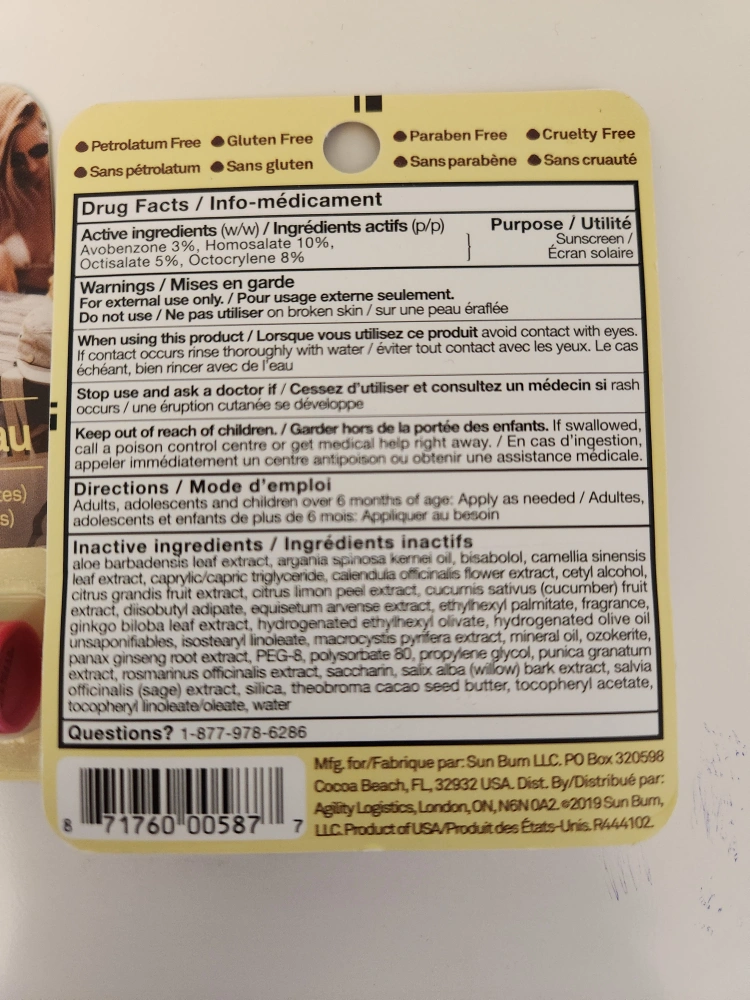 Petrolatum Free Gluten Free Paraben Free Cruelty Free
Sans pétrolatum Sans gluten Sans parabène Sans cruauté
Drug Facts / Info-médicament
Active ingredients (w/w) / Ingrédients actifs (p/p) Purpose / Utilité
Avobenzone 3%, Homosalate 10%, Sunscreen /
Octisalate 5%, Octocrylene 8% Écran solaire
Warnings / Mises en garde
For external use only. / Pour usage externe seulement.
Do not use / Ne pas utiliser on broken skin / sur une peau éraflée
When using this product / Lorsque vous utilisez ce produit avoid contact with eyes.
If contact occurs rinse thoroughly with water / éviter tout contact avec les yeux. Le cas
échéant, bien rincer avec de l'eau
Stop use and ask a doctor if / Cessez d'utiliser et consultez un médecin si rash
occurs / une éruption cutanée se développe
Keep out of reach of children. / Garder hors de la portée des enfants. If swallowed,
call a poison control centre or get medical help right away. / En cas d'ingestion,
appeler immédiatement un centre antipoison ou obtenir une assistance médicale.
Directions / Mode d'emploi
Adults, adolescents and children over 6 months of age: Apply as needed / Adultes,
adolescents et enfants de plus de 6 mois: Appliquer au besoin
Inactive ingredients / Ingrédients inactifs
aloe barbadensis leaf extract, argania spinosa kernel oil, bisabolol, camellia sinensis
leaf extract, caprylic/capric triglyceride, calendula officinalis flower extract, cetyl alcohol,
citrus grandis fruit extract, citrus limon peel extract, cucumis sativus (cucumber) fruit
extract, diisobutyl adipate, equisetum arvense extract, ethylhexyl palmitate, fragrance,
ginkgo biloba leaf extract, hydrogenated ethylhexyl olivate, hydrogenated olive oil
unsaponifiables, isostearyl linoleate, macrocystis pyrifera extract, mineral oil, ozokerite,
panax ginseng root extract, PEG-8, polysorbate 80, propylene glycol, punica granatum
extract, rosmarinus officinalis extract, saccharin, salix alba (willow) bark extract, salvia
officinalis (sage) extract, silica, theobroma cacao seed butter, tocopheryl acetate,
tocopheryl linoleate/oleate, water
Questions? 1-877-978-6286
Mfg. for/Fabrique par: Sun Bum LLC. PO Box 320598
Cocoa Beach, FL, 32932 USA. Dist. By/Distribué par:
Agility Logistics, London, ON, N6N 0A2. ©2019 Sun Bum,
LLC. Product of USA/Produit des États-Unis. R444102.
8 71760 00587 7
au
tes)
s)